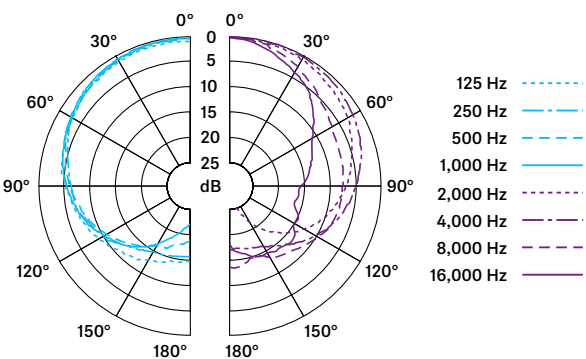 0° 0 0°
30° 5 30°
10
60° 15 60°
20
25
90° dB 90°
120° 120°
150° 150°
180° 180°
125 Hz
250 Hz
500 Hz
1,000 Hz
2,000 Hz
4,000 Hz
8,000 Hz
16,000 Hz